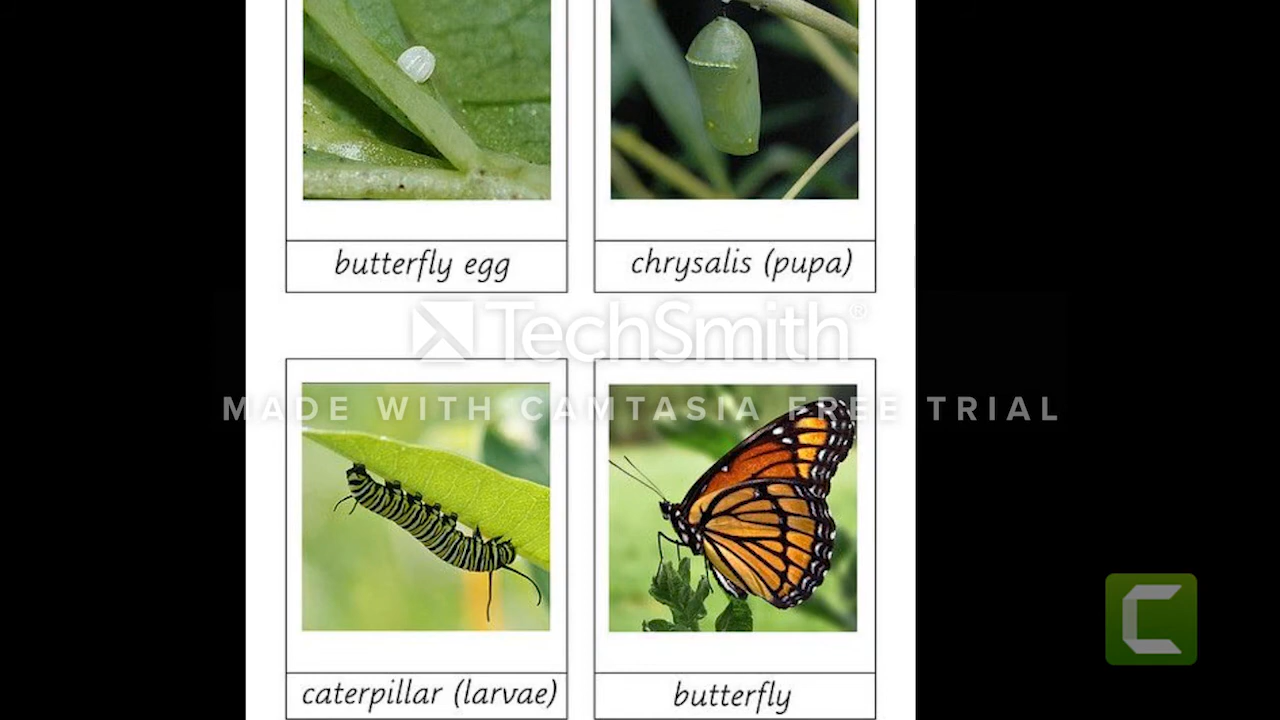 butterfly egg
chrysalis (pupa)
TechSmith®
MADE WITH CAMTASIA FREE TRIAL
caterpillar (larvae)
butterfly